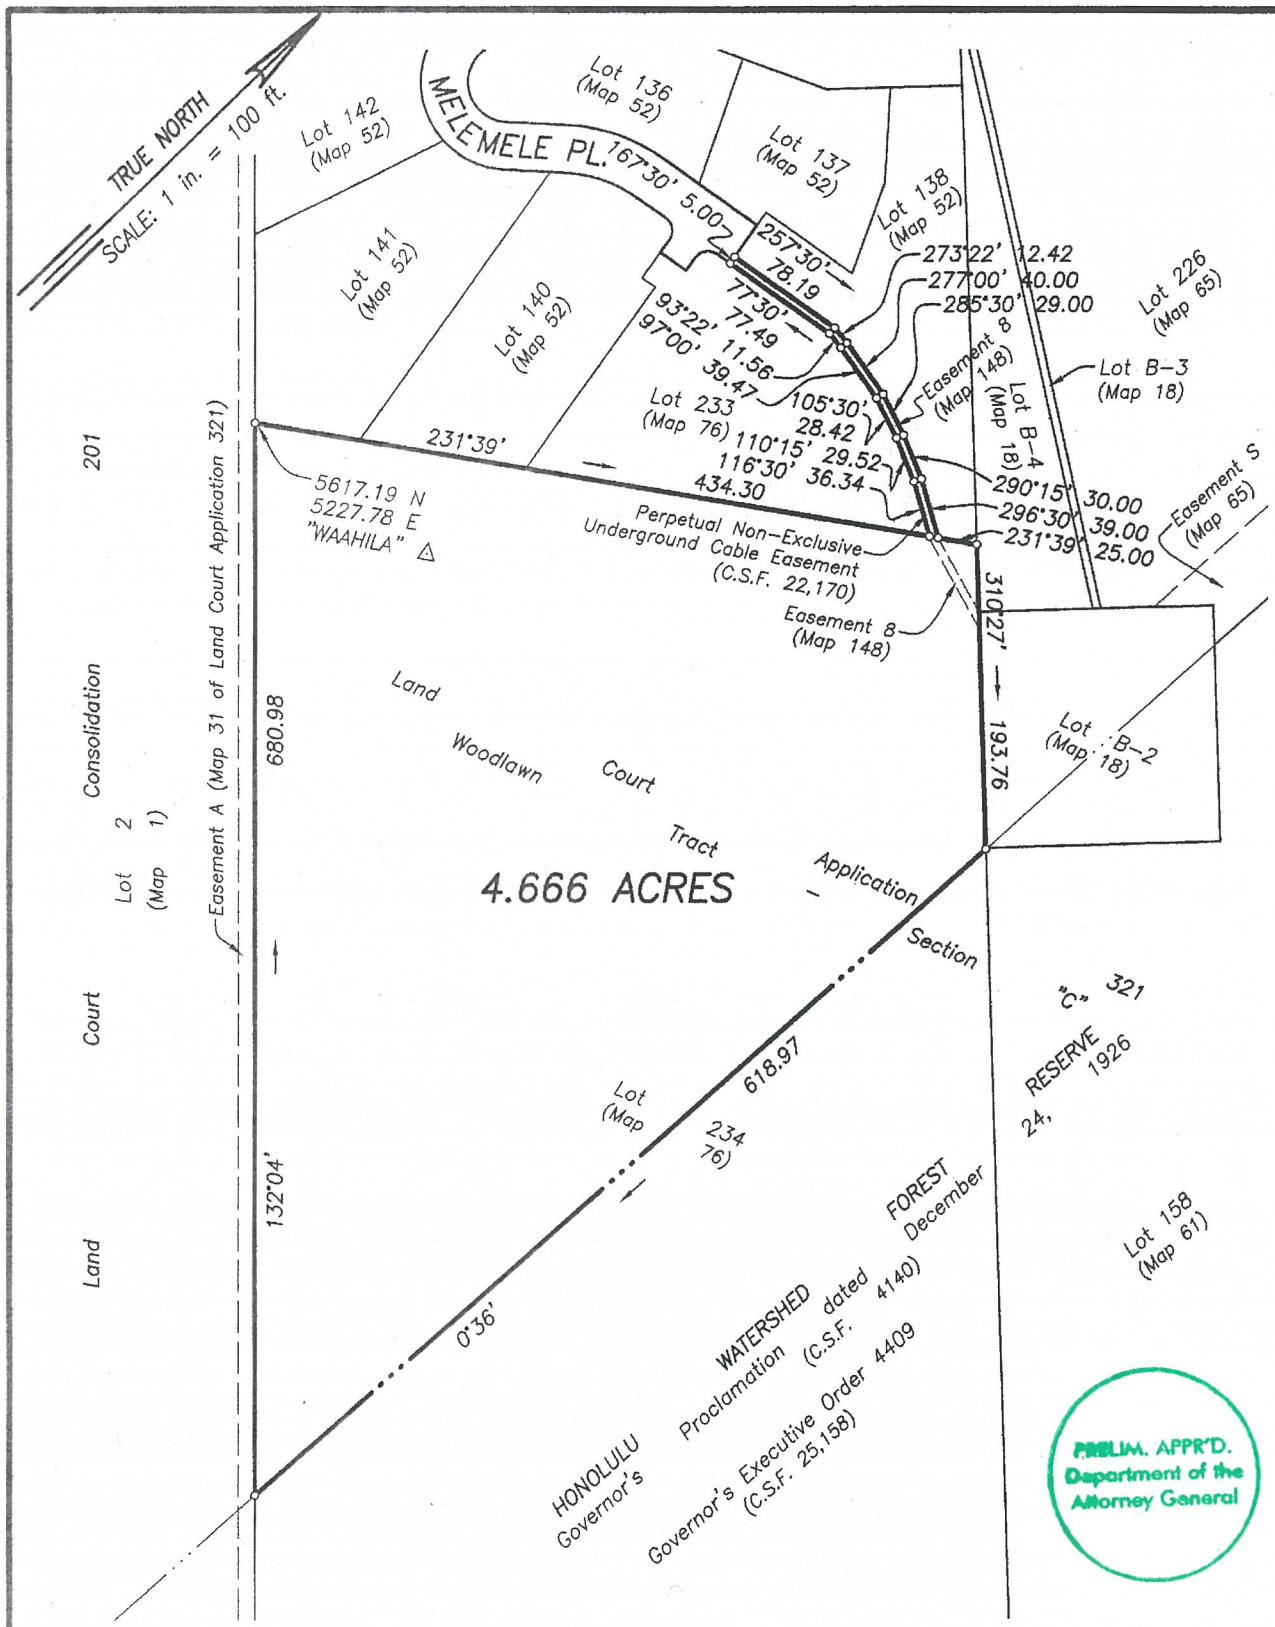 TRUE NORTH
SCALE: 1 in. = 100 ft.
Lot 142
(Map 52)
MELEMELE PL.
Lot 136
(Map 52)
Lot 137
(Map 52)
Lot 138
(Map 52)
Lot 141
(Map 52)
Lot 140
(Map 52)
167°30' 5.00
257°30'
78.19
273°22' 12.42
277°00' 40.00
285°30' 29.00
77°30'
77.49
93°22' 11.56
97°00' 39.47
105°30'
28.42
110°15' 29.52
116°30' 36.34
Lot 233
(Map 76)
Easement 8
(Map 148)
Lot B-4
(Map 18)
Lot B-3
(Map 18)
Lot 226
(Map 65)
Easement S
(Map 65)
290°15' 30.00
296°30' 39.00
231°39' 25.00
231°39'
434.30
5617.19 N
5227.78 E
"WAAHILA"
Perpetual Non-Exclusive
Underground Cable Easement
(C.S.F. 22,170)
Easement 8
(Map 148)
310°27'
193.76
Lot B-2
(Map 18)
Land Court Consolidation 201
Lot 2
(Map 1)
Easement A (Map 31 of Land Court Application 321)
680.98
132°04'
Land Court Application 321
Woodlawn Tract - Section "C"
4.666 ACRES
618.97
0°36'
Lot 234
(Map 76)
HONOLULU WATERSHED FOREST RESERVE
Governor's Proclamation dated December 24, 1926
(C.S.F. 4140)
Governor's Executive Order 4409
(C.S.F. 25,158)
Lot 158
(Map 61)
PRELIM. APPR'D.
Department of the
Attorney General